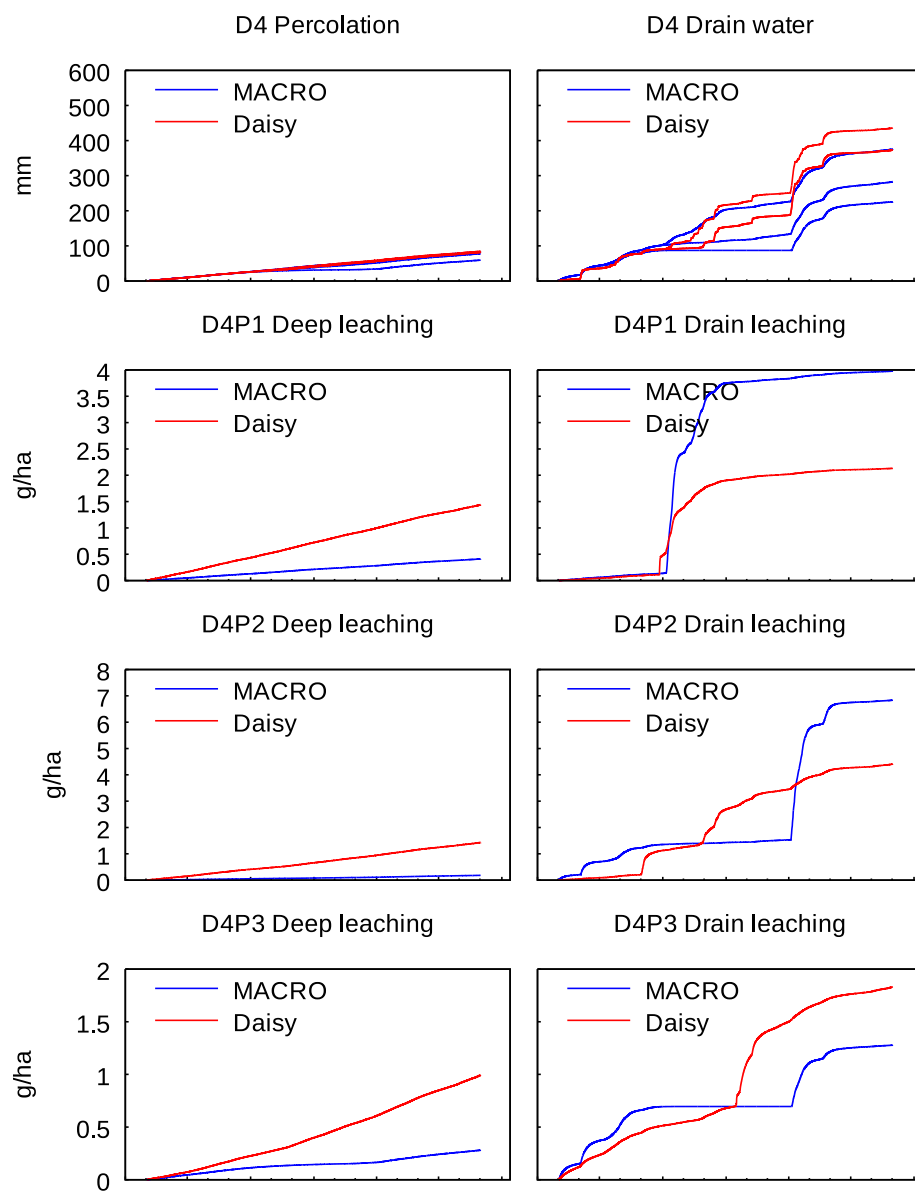 D4 Percolation
D4 Drain water
600
500
400
300
200
100
0
mm
MACRO
Daisy
MACRO
Daisy
D4P1 Deep leaching
D4P1 Drain leaching
4
3.5
3
2.5
2
1.5
1
0.5
0
g/ha
MACRO
Daisy
MACRO
Daisy
D4P2 Deep leaching
D4P2 Drain leaching
8
7
6
5
4
3
2
1
0
g/ha
MACRO
Daisy
MACRO
Daisy
D4P3 Deep leaching
D4P3 Drain leaching
2
1.5
1
0.5
0
g/ha
MACRO
Daisy
MACRO
Daisy